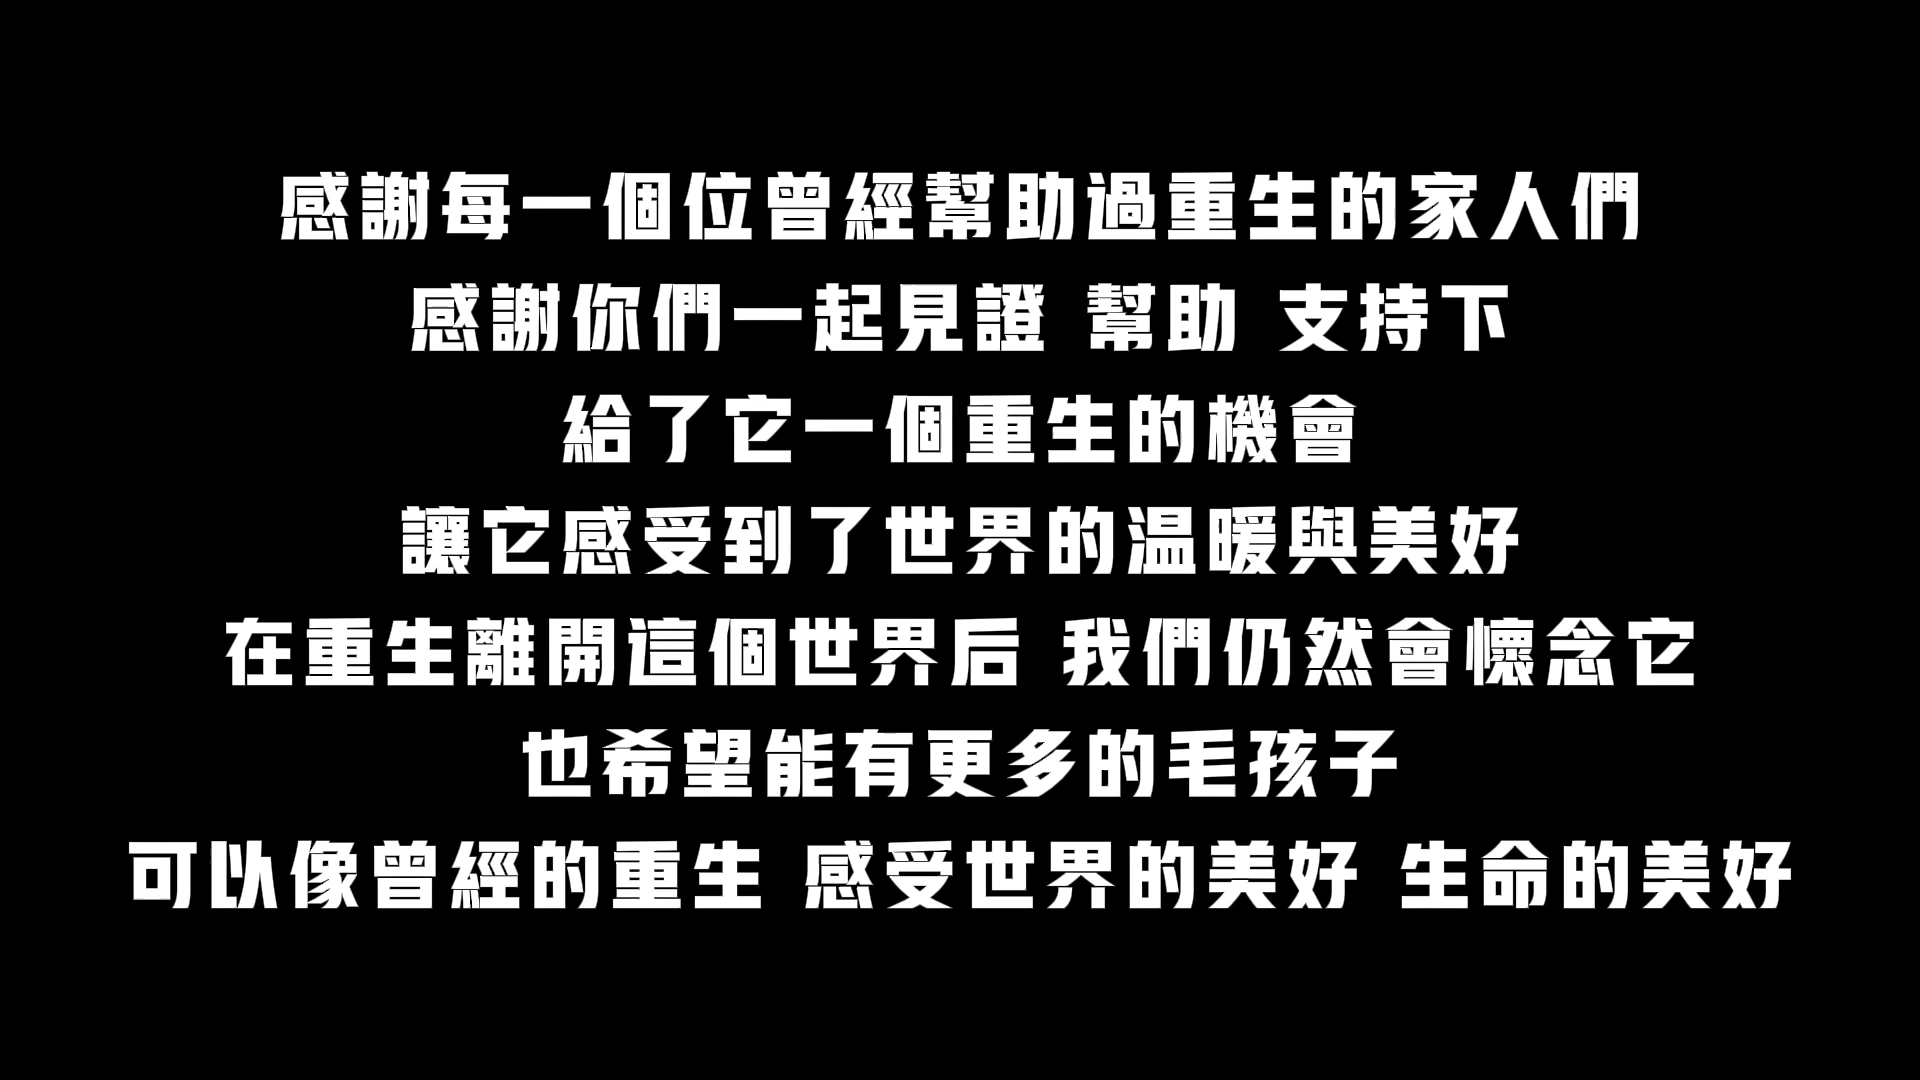 感謝每一個位曾經幫助過重生的家人們
感謝你們一起見證 幫助 支持下
給了它一個重生的機會
讓它感受到了世界的温暖與美好
在重生離開這個世界后 我們仍然會懷念它
也希望能有更多的毛孩子
可以像曾經的重生 感受世界的美好 生命的美好